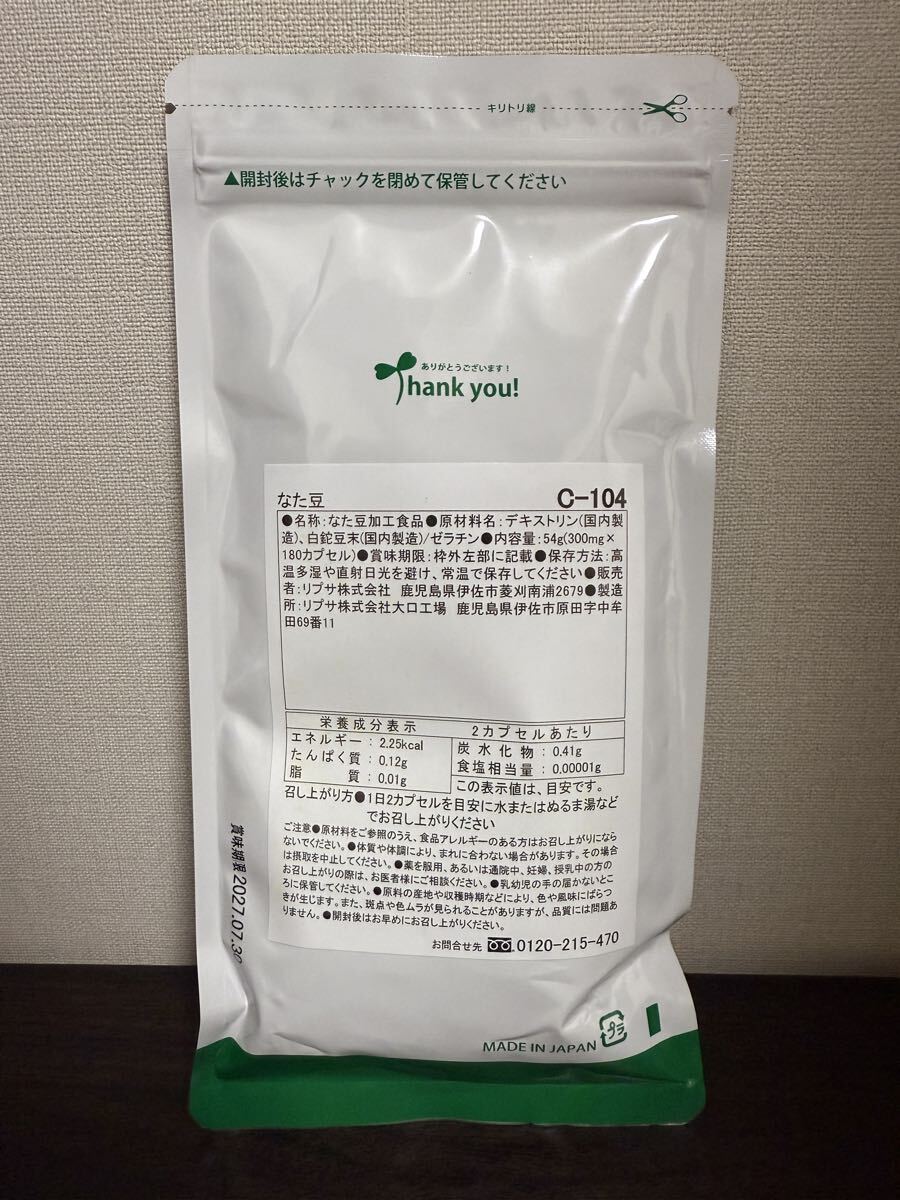 キリトリ線
▲開封後はチャックを閉めて保管してください
ありがとうございます!
Thank you!
なた豆 C-104
●名称:なた豆加工食品●原材料名:デキストリン(国内製
造)、白鉈豆末(国内製造)/ゼラチン●内容量:54g(300mg×
180カプセル)●賞味期限:枠外左部に記載●保存方法:高
温多湿や直射日光を避け、常温で保存してください●販売
者:リプサ株式会社 鹿児島県伊佐市菱刈南浦2679●製造
所:リプサ株式会社大口工場 鹿児島県伊佐市原田字中牟
田69番11
栄養成分表示 2カプセルあたり
エネルギー:2.25kcal
たんぱく質:0.12g
脂質:0.01g
炭水化物:0.41g
食塩相当量:0.00001g
この表示値は、目安です。
召し上がり方●1日2カプセルを目安に水またはぬるま湯など
でお召し上がりください
ご注意●原材料をご参照のうえ、食品アレルギーのある方はお召し上がりになら
ないでください。●体質や体調により、まれに合わない場合があります。その場合
は摂取を中止してください。●薬を服用、あるいは通院中、妊婦、授乳中の方の
お召し上がりの際は、お医者様にご相談ください。●乳幼児の手の届かないとこ
ろに保管してください。●原料の産地や収穫時期などにより、色や風味にばらつ
きが生じます。また、斑点や色ムラが見られることがありますが、品質には問題あ
りません。●開封後はお早めにお召し上がりください。
お問合せ先 0120-215-470
賞味期限 2027.07.30
MADE IN JAPAN
プラ